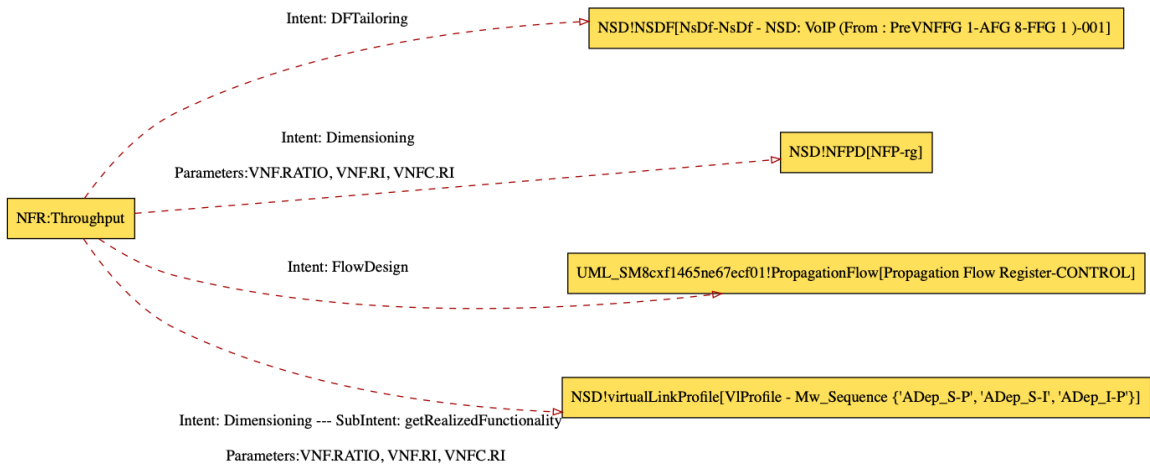 Intent: DFTailoring
NSD!NSDF[NsDf-NsDf - NSD: VoIP (From : PreVNFFG 1-AFG 8-FFG 1 )-001]
Intent: Dimensioning
NSD!NFPD[NFP-rg]
Parameters:VNF.RATIO, VNF.RI, VNFC.RI
NFR:Throughput
Intent: FlowDesign
UML_SM8cxf1465ne67ecf01!PropagationFlow[Propagation Flow Register-CONTROL]
NSD!virtualLinkProfile[VlProfile - Mw_Sequence {'ADep_S-P', 'ADep_S-I', 'ADep_I-P'}]
Intent: Dimensioning --- SubIntent: getRealizedFunctionality
Parameters:VNF.RATIO, VNF.RI, VNFC.RI